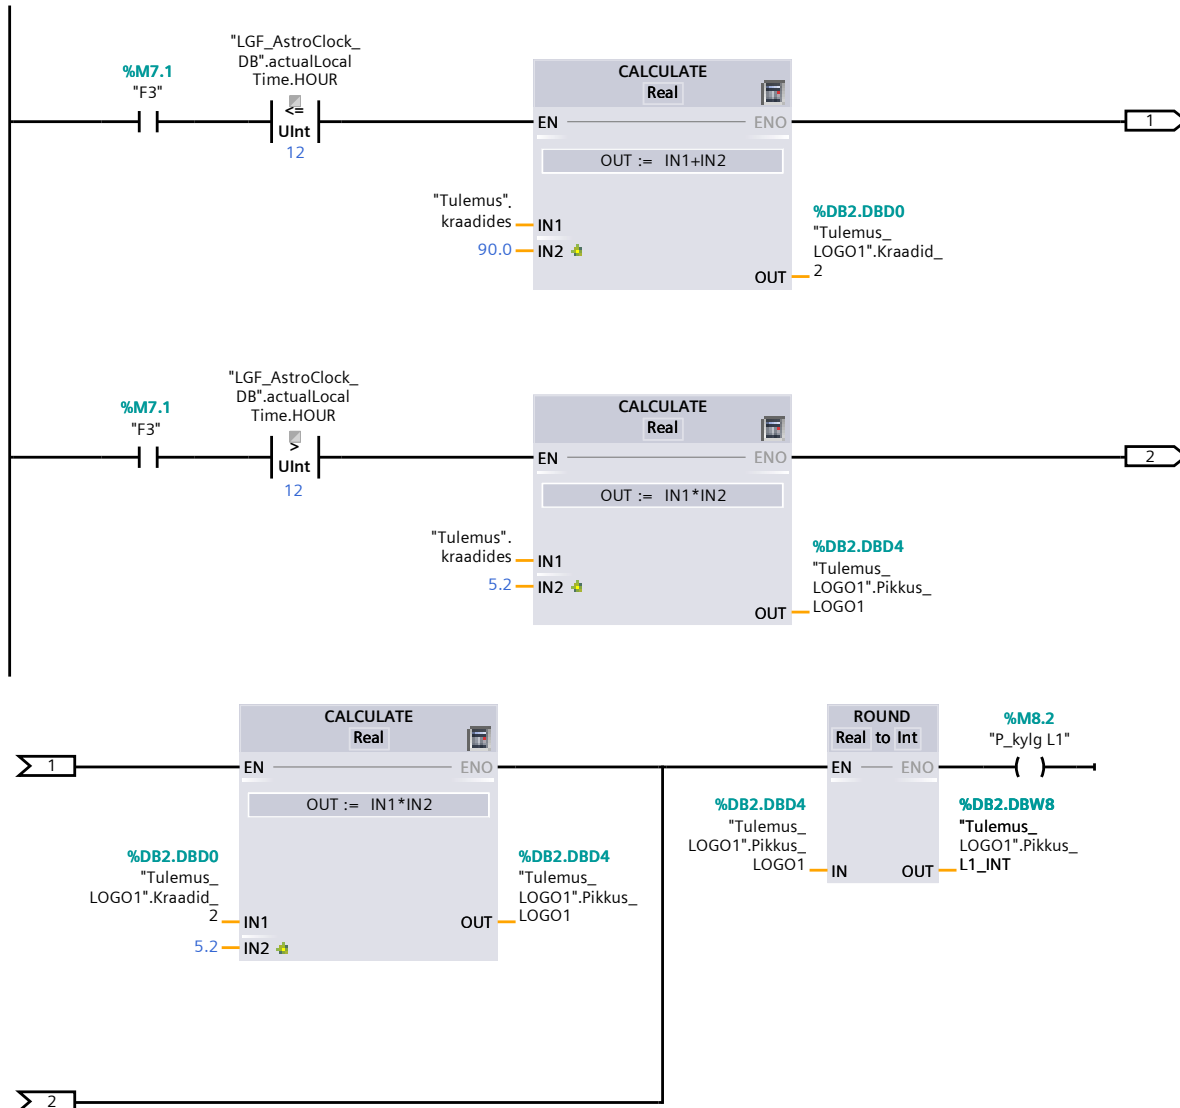 "LGF_AstroClock_
DB".actualLocal
Time.HOUR
%M7.1
"F3"
<=
UInt
12
CALCULATE
Real
EN
ENO
1
OUT := IN1+IN2
"Tulemus".
kraadides
IN1
90.0
IN2
%DB2.DBD0
"Tulemus_
LOGO1".Kraadid_
2
OUT
"LGF_AstroClock_
DB".actualLocal
Time.HOUR
%M7.1
"F3"
>
UInt
12
CALCULATE
Real
EN
ENO
2
OUT := IN1*IN2
"Tulemus".
kraadides
IN1
5.2
IN2
%DB2.DBD4
"Tulemus_
LOGO1".Pikkus_
LOGO1
OUT
1
CALCULATE
Real
EN
ENO
OUT := IN1*IN2
%DB2.DBD0
"Tulemus_
LOGO1".Kraadid_
2
IN1
5.2
IN2
%DB2.DBD4
"Tulemus_
LOGO1".Pikkus_
LOGO1
OUT
ROUND
Real to Int
EN
ENO
%DB2.DBD4
"Tulemus_
LOGO1".Pikkus_
LOGO1
IN
OUT
%M8.2
"P_kylg L1"
%DB2.DBW8
"Tulemus_
LOGO1".Pikkus_
L1_INT
2